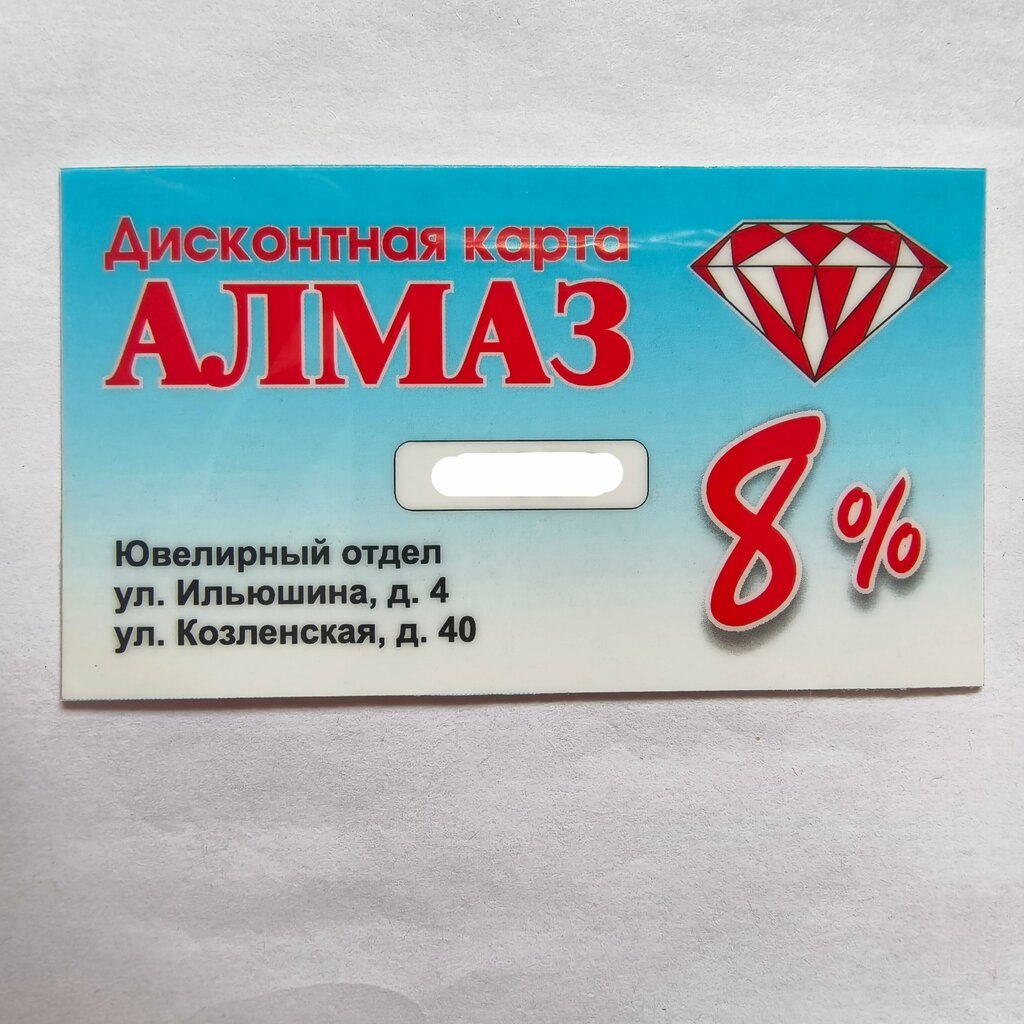 Дисконтная карта
АЛМАЗ
8%
Ювелирный отдел
ул. Ильюшина, д. 4
ул. Козленская, д. 40